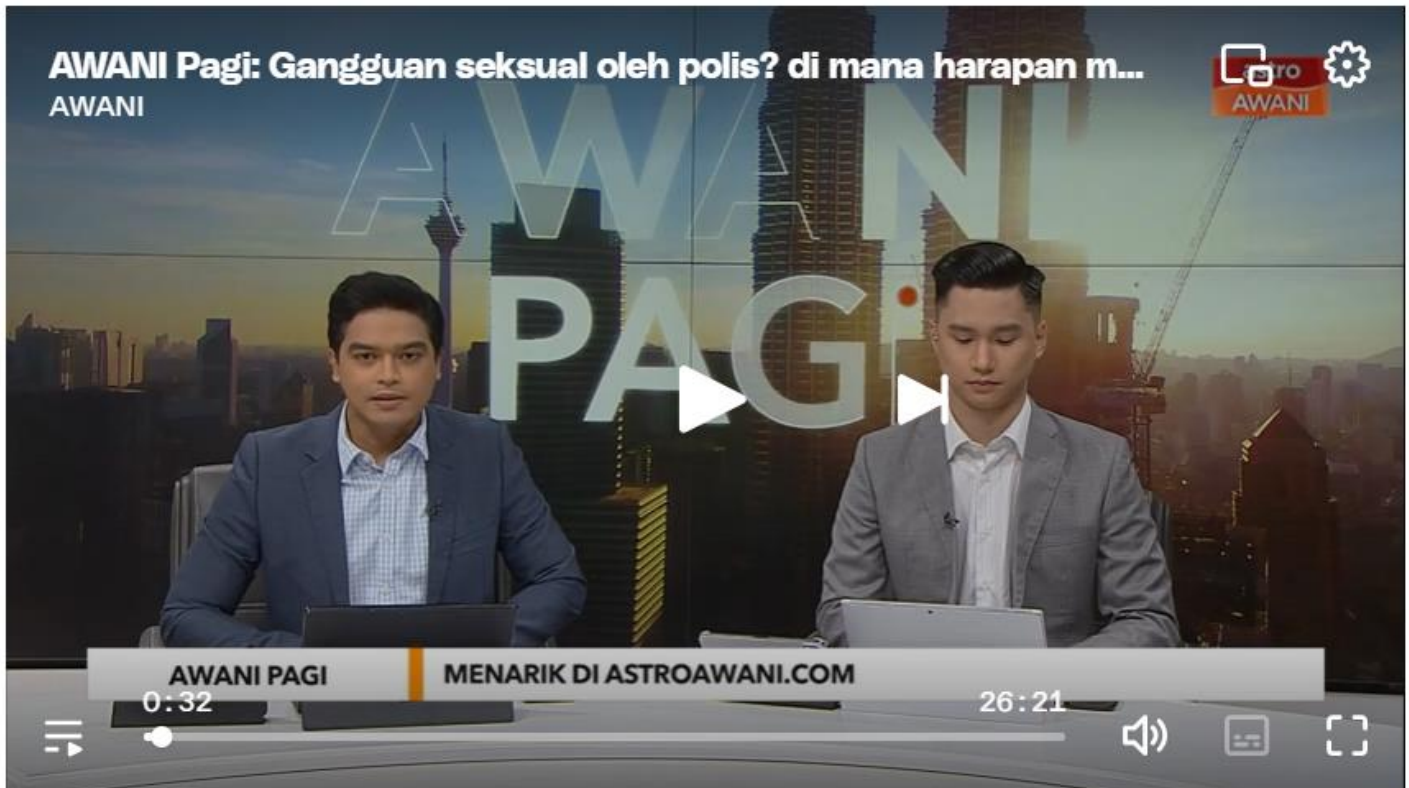 AWANI Pagi: Gangguan seksual oleh polis? di mana harapan m...
AWANI
astro
AWANI
AWANI
PAGi
AWANI PAGI
MENARIK DI ASTROAWANI.COM
0:32
26:21